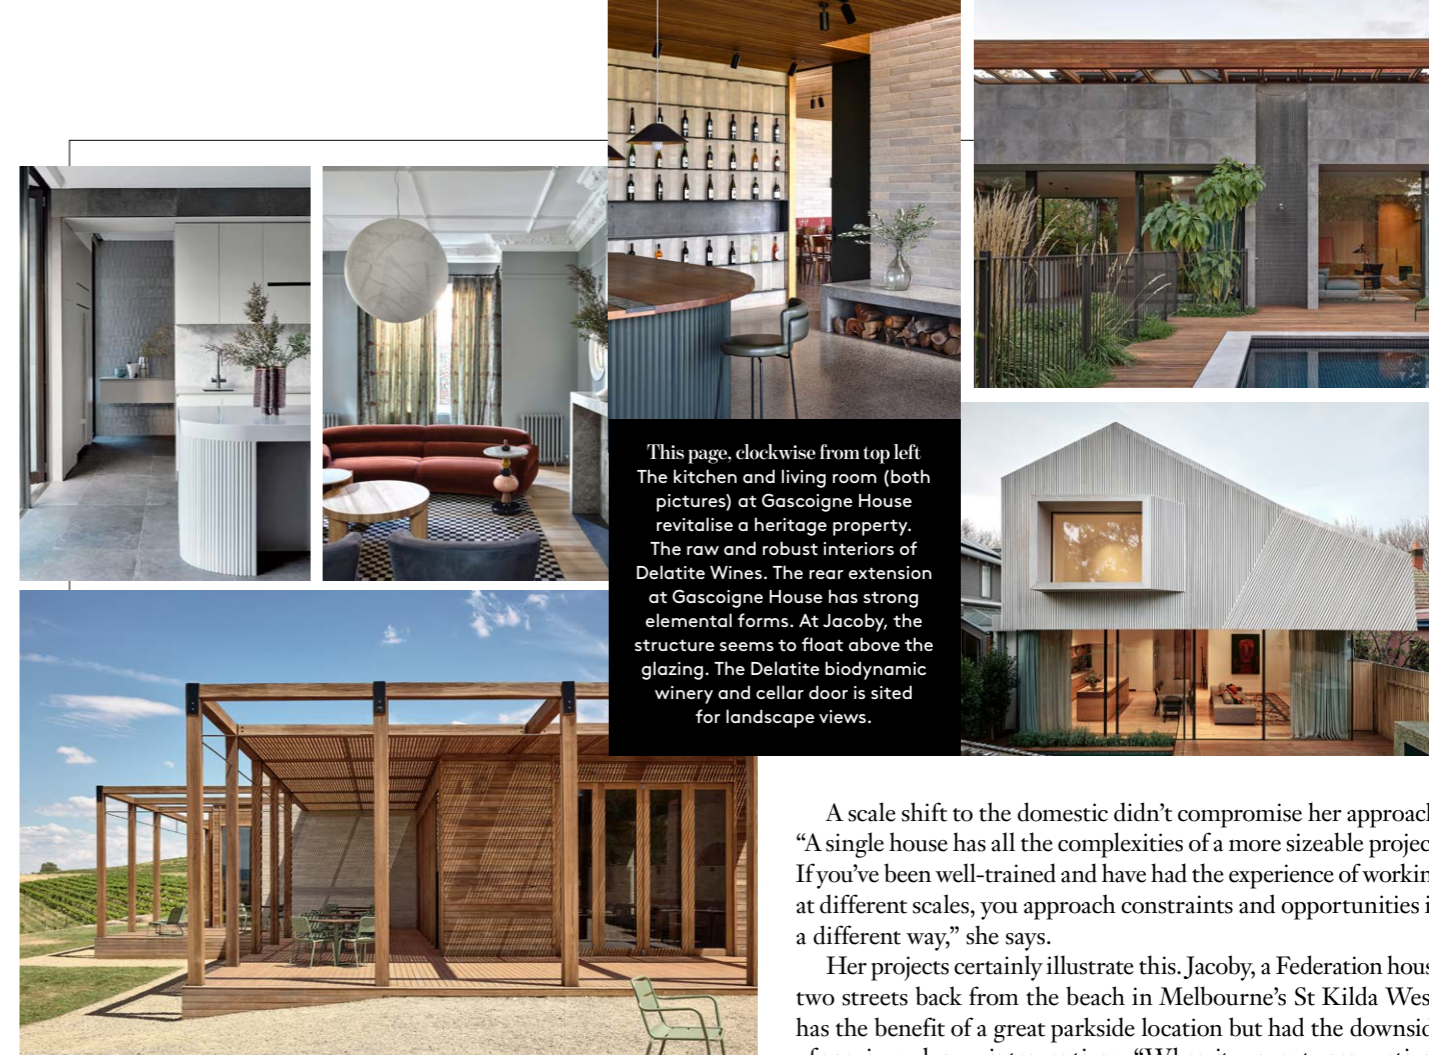 This page, clockwise from top left
The kitchen and living room (both
pictures) at Gascoigne House
revitalise a heritage property.
The raw and robust interiors of
Delatite Wines. The rear extension
at Gascoigne House has strong
elemental forms. At Jacoby, the
structure seems to float above the
glazing. The Delatite biodynamic
winery and cellar door is sited
for landscape views.
A scale shift to the domestic didn’t compromise her approach
“A single house has all the complexities of a more sizeable projec
If you’ve been well-trained and have had the experience of workin
at different scales, you approach constraints and opportunities i
a different way,” she says.
Her projects certainly illustrate this. Jacoby, a Federation hous
two streets back from the beach in Melbourne’s St Kilda Wes
has the benefit of a great parkside location but had the downsid